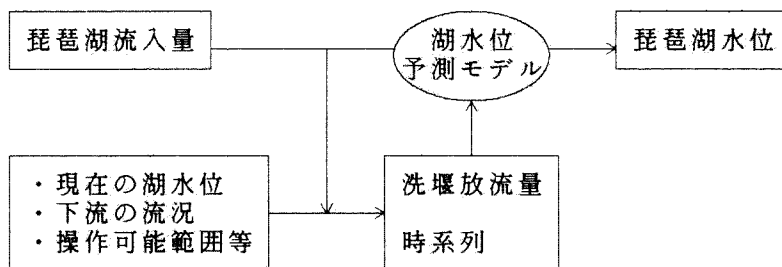 琵琶湖流入量
湖水位
予測モデル
琵琶湖水位
・現在の湖水位
・下流の流況
・操作可能範囲等
洗堰放流量
時系列